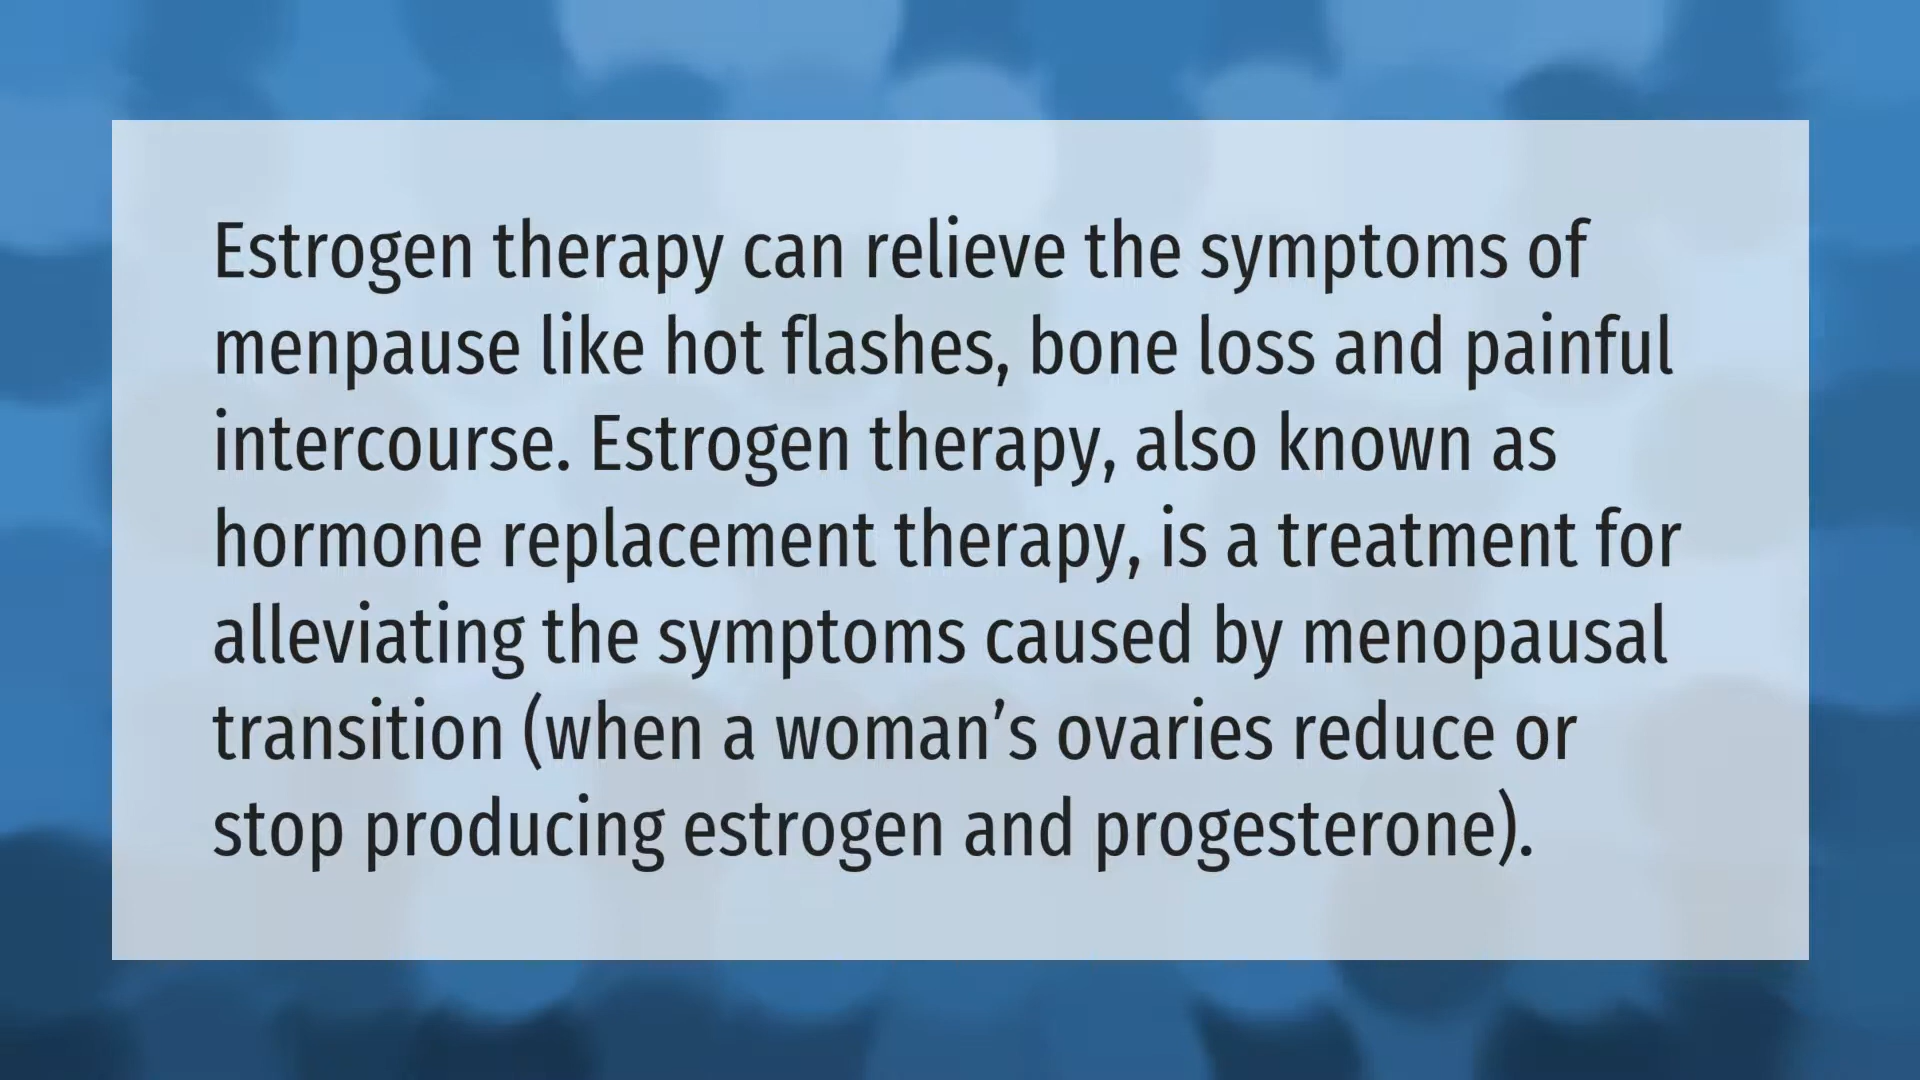 Estrogen therapy can relieve the symptoms of
menpause like hot flashes, bone loss and painful
intercourse. Estrogen therapy, also known as
hormone replacement therapy, is a treatment for
alleviating the symptoms caused by menopausal
transition (when a woman’s ovaries reduce or
stop producing estrogen and progesterone).